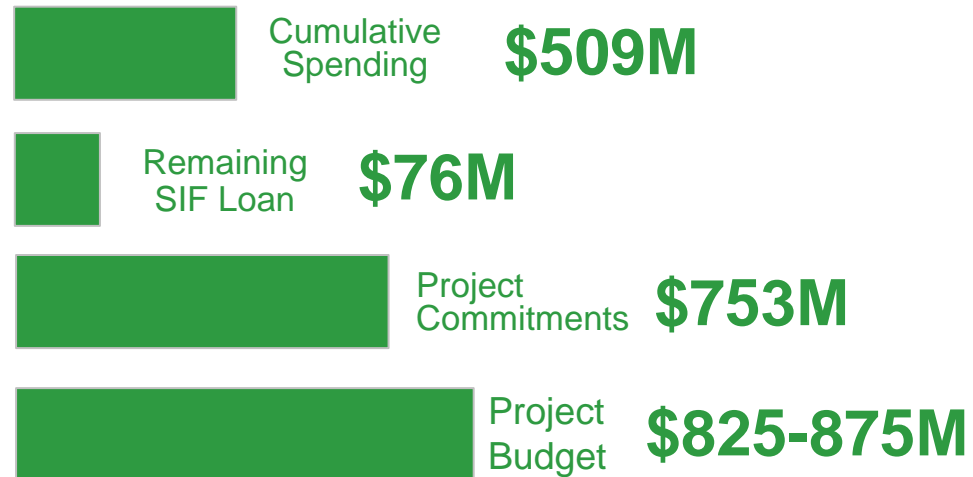 Cumulative
Spending
$509M
Remaining
SIF Loan
$76M
Project
Commitments
$753M
Project
Budget
$825-875M